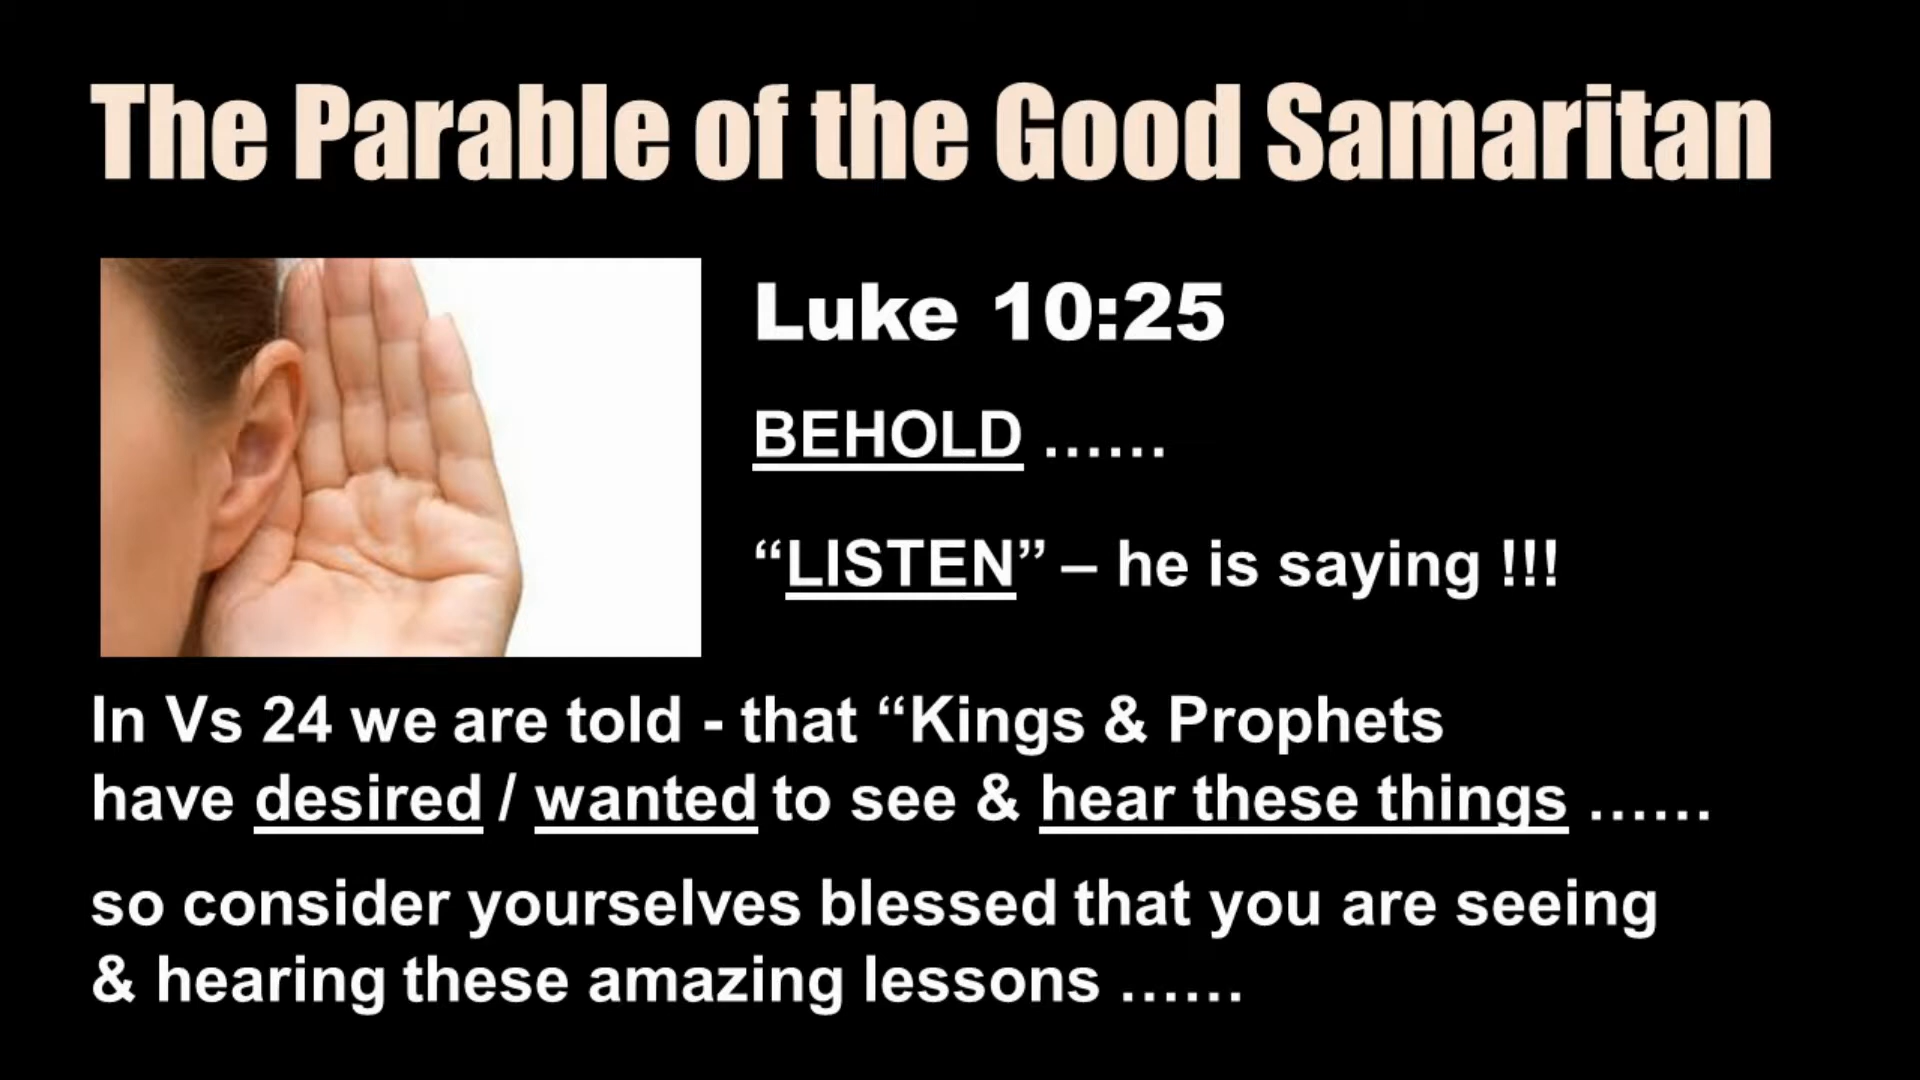 The Parable of the Good Samaritan
Luke 10:25
BEHOLD ……
“LISTEN” – he is saying !!!
In Vs 24 we are told - that “Kings & Prophets
have desired / wanted to see & hear these things ……
so consider yourselves blessed that you are seeing
& hearing these amazing lessons ……